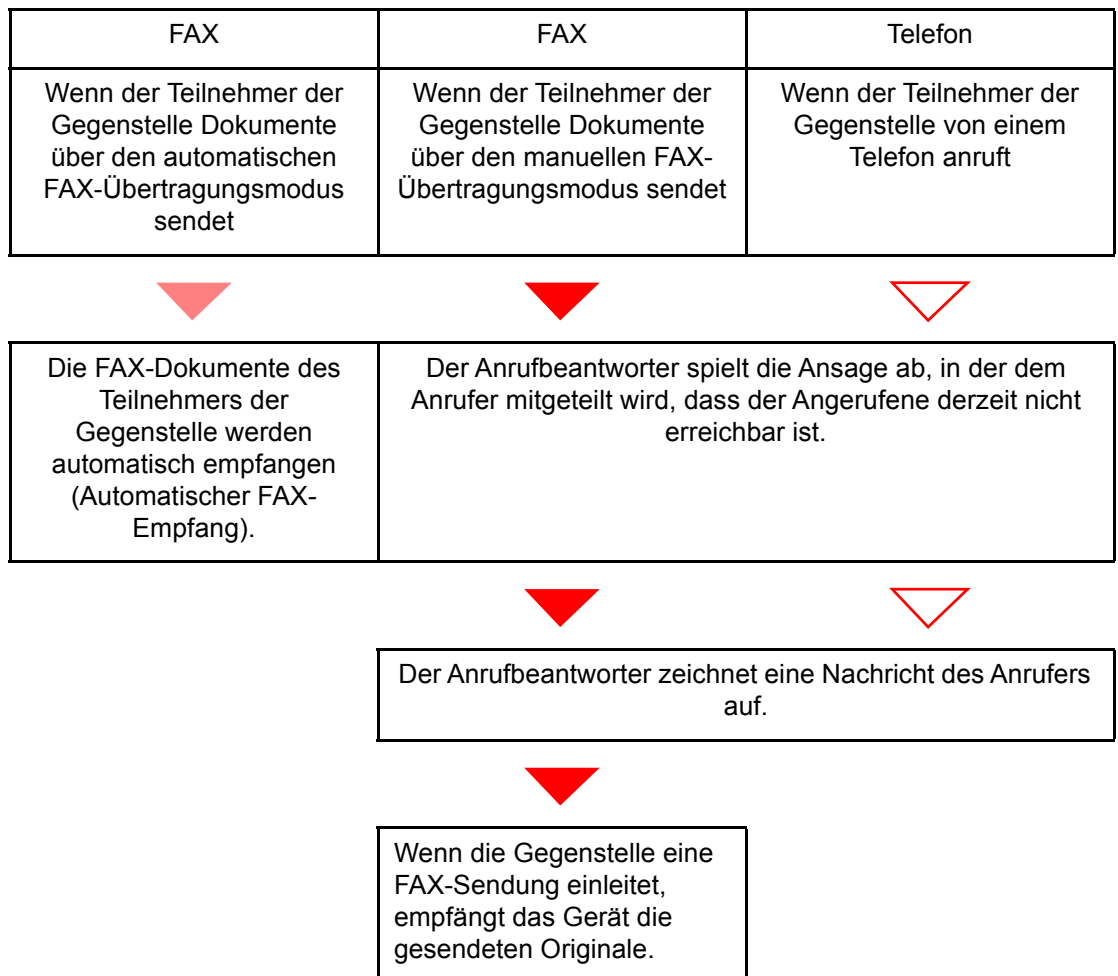 FAX
FAX
Telefon
Wenn der Teilnehmer der
Gegenstelle Dokumente
über den automatischen
FAX-Übertragungsmodus
sendet
Wenn der Teilnehmer der
Gegenstelle Dokumente
über den manuellen FAX-
Übertragungsmodus sendet
Wenn der Teilnehmer der
Gegenstelle von einem
Telefon anruft
Die FAX-Dokumente des
Teilnehmers der
Gegenstelle werden
automatisch empfangen
(Automatischer FAX-
Empfang).
Der Anrufbeantworter spielt die Ansage ab, in der dem
Anrufer mitgeteilt wird, dass der Angerufene derzeit nicht
erreichbar ist.
Der Anrufbeantworter zeichnet eine Nachricht des Anrufers
auf.
Wenn die Gegenstelle eine
FAX-Sendung einleitet,
empfängt das Gerät die
gesendeten Originale.